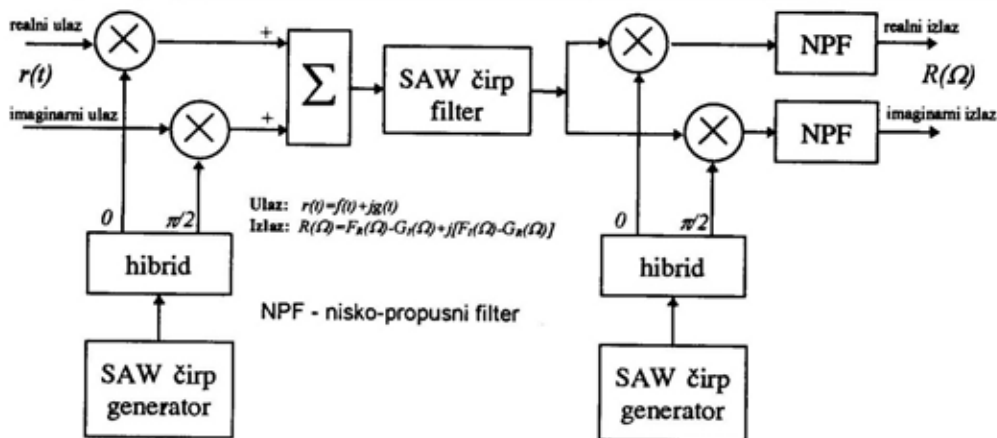 realni ulaz
r(t)
imaginarni ulaz
+
+
Σ
SAW čirp
filter
NPF
NPF
realni izlaz
R(Ω)
imaginarni izlaz
0
π/2
Ulaz: r(t)=f(t)+jg(t)
Izlaz: R(Ω)=F_R(Ω)-G_I(Ω)+j[F_I(Ω)-G_R(Ω)]
0
π/2
hibrid
NPF - nisko-propusni filter
hibrid
SAW čirp
generator
SAW čirp
generator